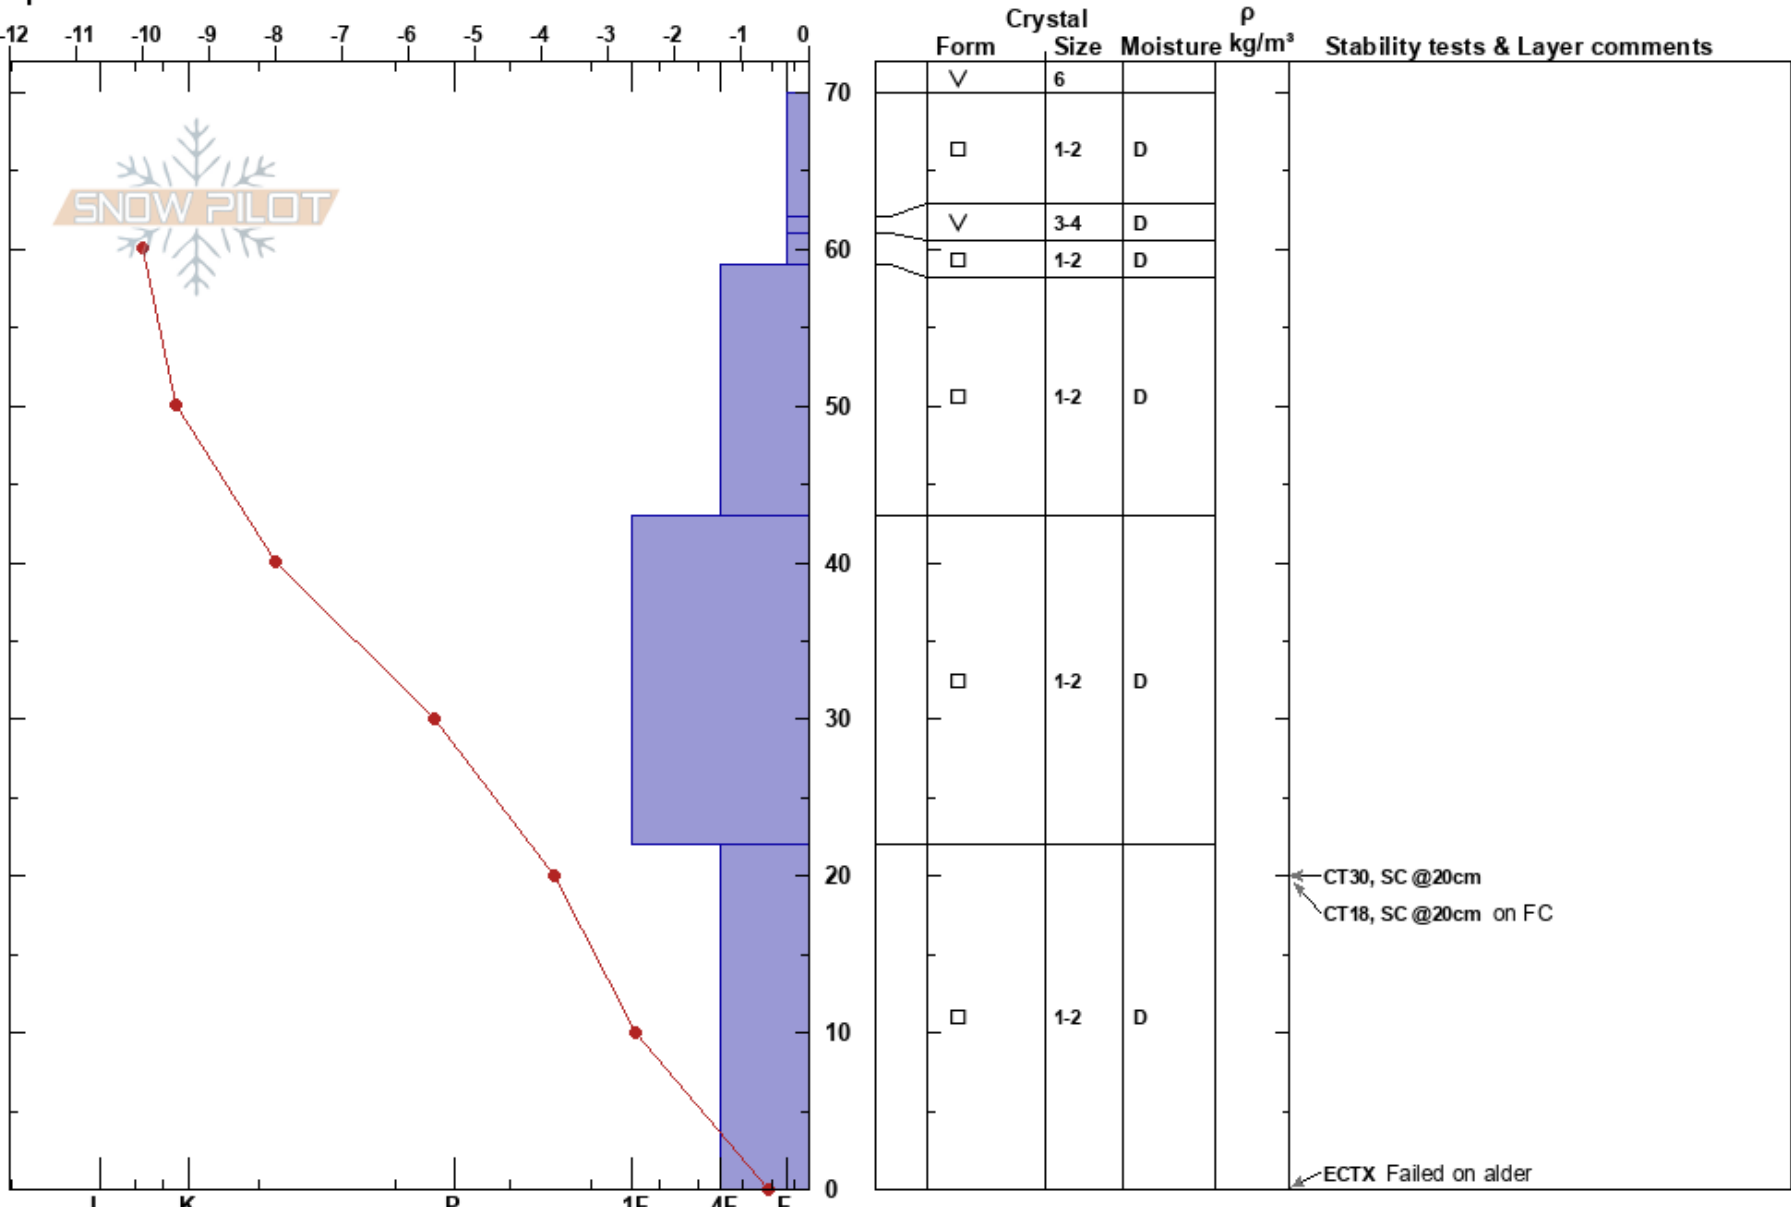 Crystal ρ
-12 -11 -10 -9 -8 -7 -6 -5 -4 -3 -2 -1 0
Form Size Moisture kg/m³ Stability tests & Layer comments
6
70
1-2 D
SNOW PILOT
3-4 D
60
1-2 D
50
1-2 D
40
30
1-2 D
20
CT30, SC @20cm
CT18, SC @20cm on FC
10
1-2 D
ECTX Failed on alder
0
I K P 1F 4F F